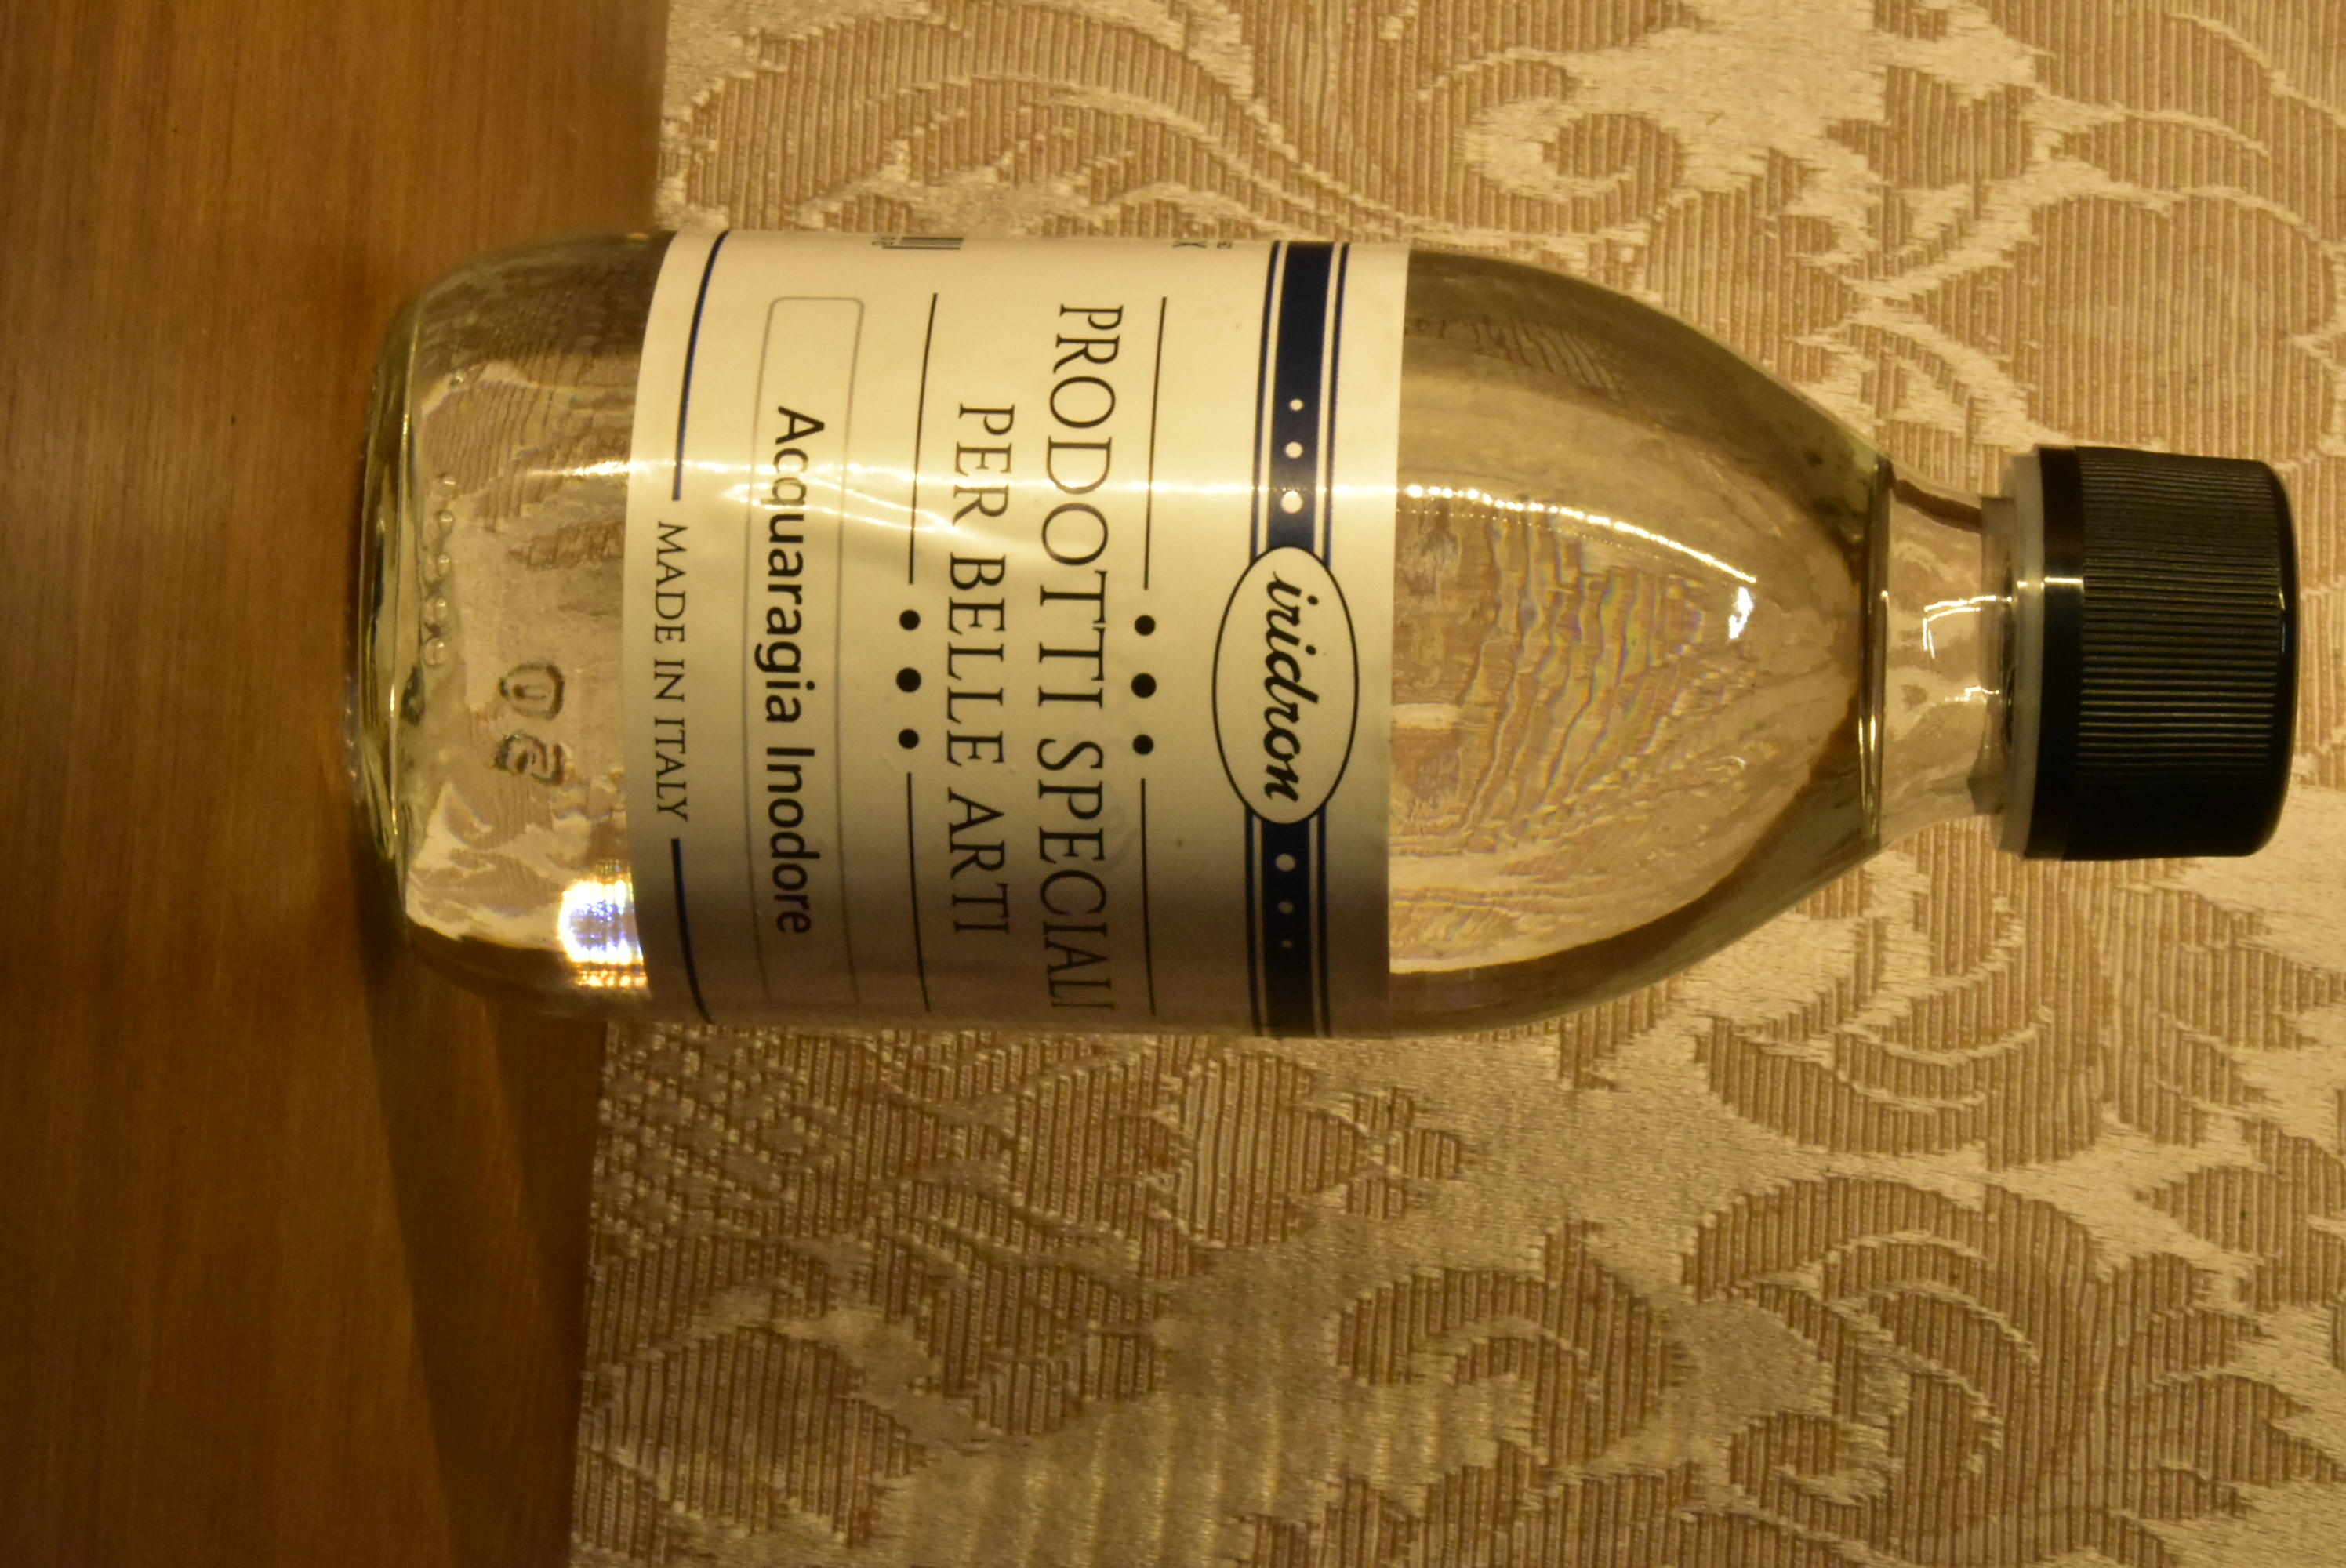 iridron
PRODOTTI SPECIALI
PER BELLE ARTI
Acquaragia Inodore
MADE IN ITALY